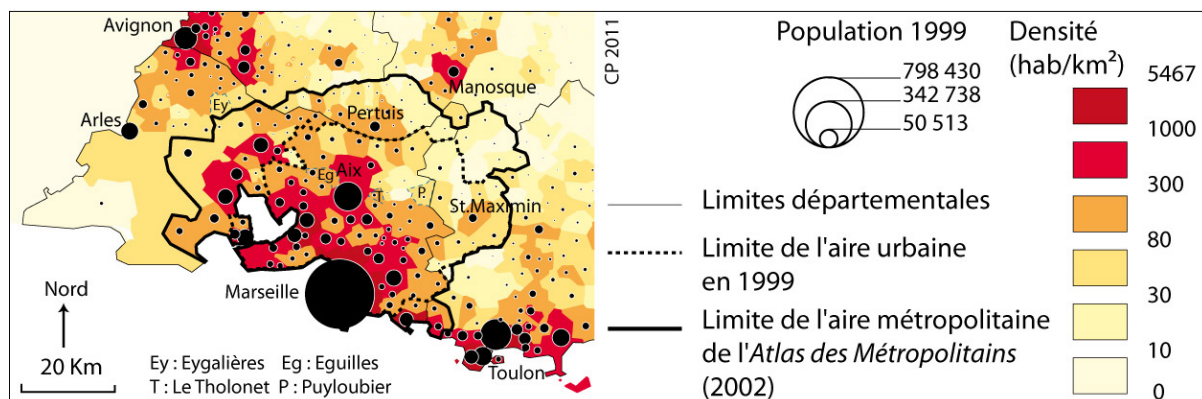 Avignon
Ey
Manosque
Arles
Pertuis
Eg
Aix
T
P
St.Maximin
Marseille
Toulon
Nord
20 Km
Ey : Eygalières Eg : Eguilles
T : Le Tholonet P : Puyloubier
CP 2011
Population 1999
798 430
342 738
50 513
Limites départementales
Limite de l'aire urbaine
en 1999
Limite de l'aire métropolitaine
de l'Atlas des Métropolitains
(2002)
Densité
(hab/km²)
5467
1000
300
80
30
10
0